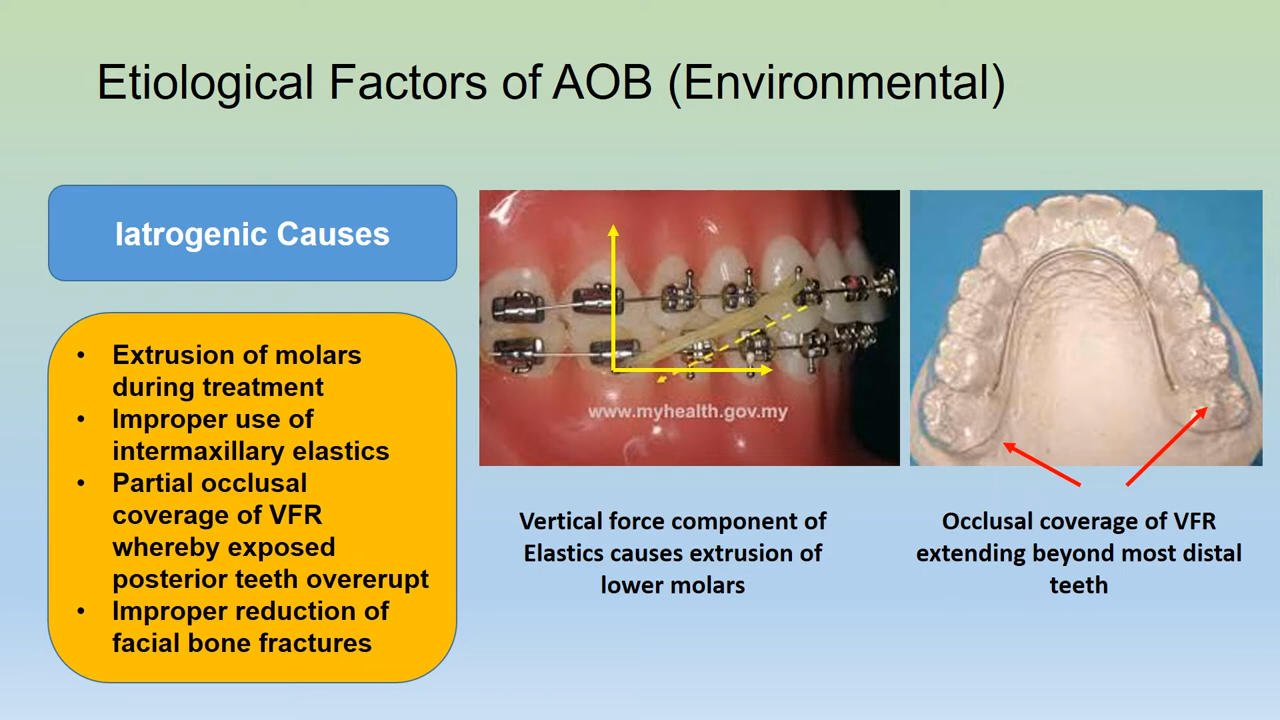 Etiological Factors of AOB (Environmental)
Iatrogenic Causes
• Extrusion of molars
during treatment
• Improper use of
intermaxillary elastics
• Partial occlusal
coverage of VFR
whereby exposed
posterior teeth overerupt
• Improper reduction of
facial bone fractures
www.myhealth.gov.my
Vertical force component of
Elastics causes extrusion of
lower molars
Occlusal coverage of VFR
extending beyond most distal
teeth